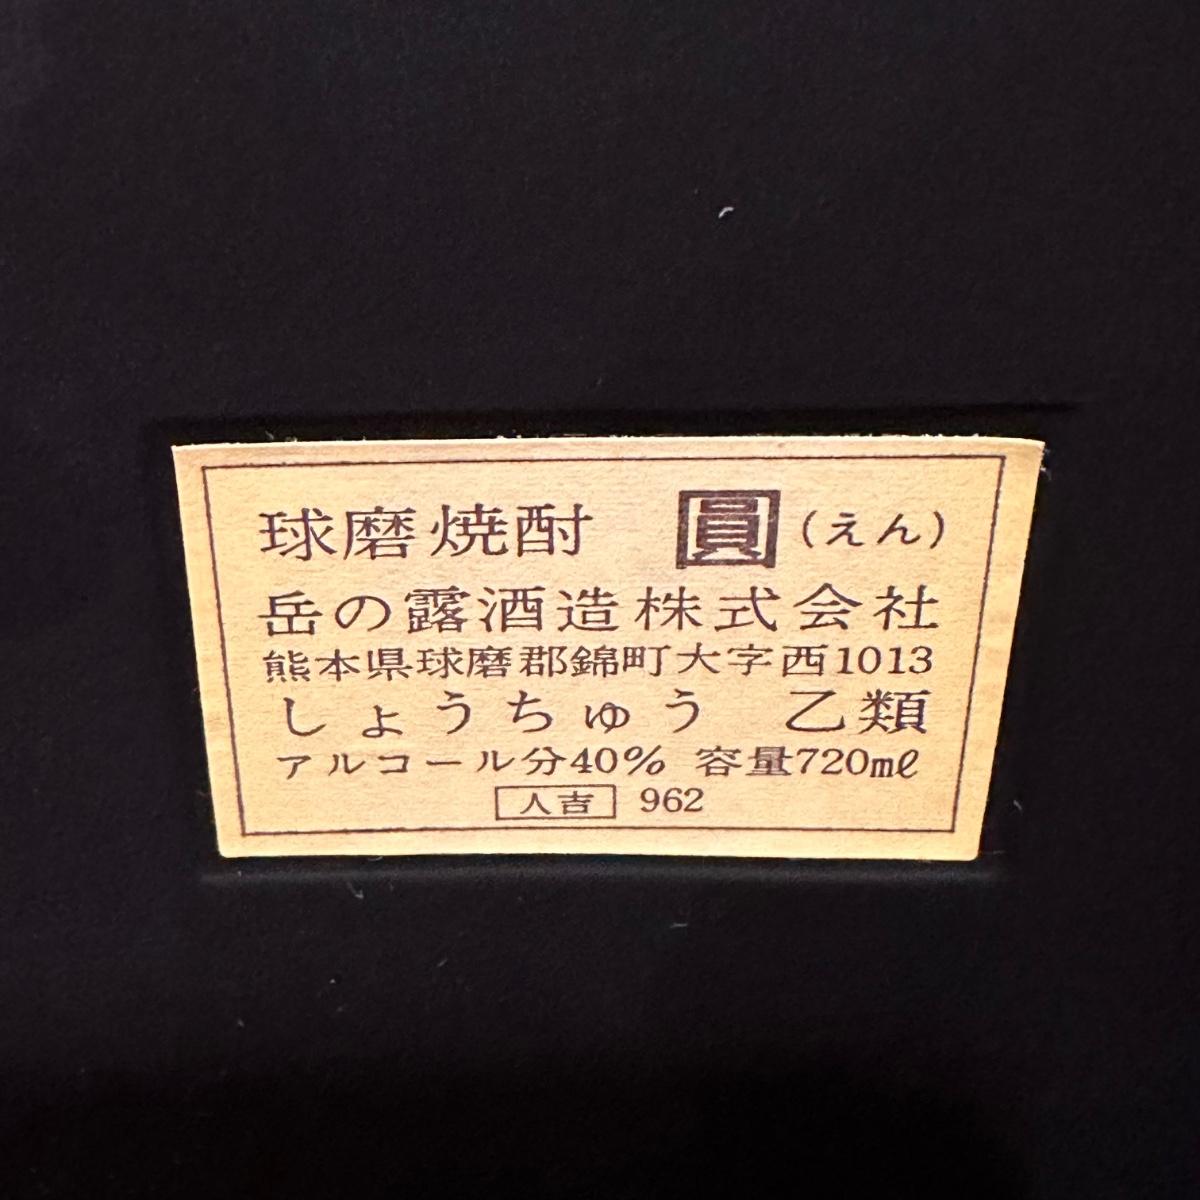 球磨焼酎 圓 (えん)
岳の露酒造株式会社
熊本県球磨郡錦町大字西1013
しょうちゅう 乙類
アルコール分40% 容量720mℓ
人吉 962